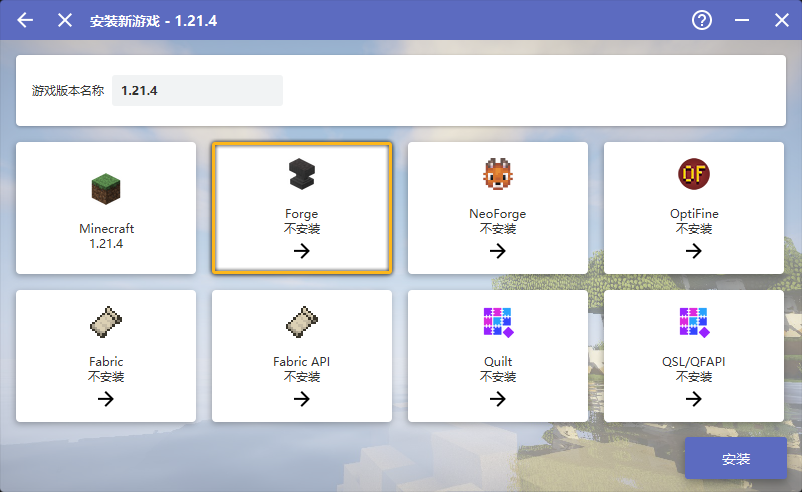 安装新游戏 - 1.21.4
游戏版本名称 1.21.4
Minecraft
1.21.4
Forge
不安装
NeoForge
不安装
OF
OptiFine
不安装
Fabric
不安装
Fabric API
不安装
Quilt
不安装
QSL/QFAPI
不安装
安装